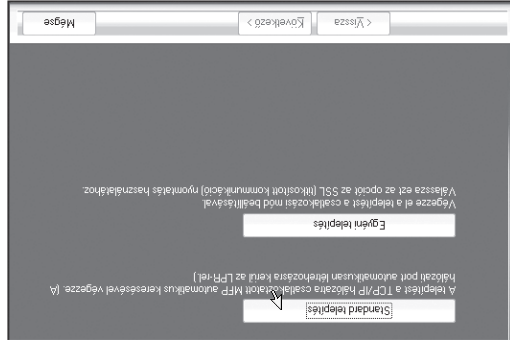 Standard telepítés
A telepítést a TCP/IP hálózatra csatlakoztatott MFP automatikus keresésével végezze. (A
hálózati port automatikusan létrehozásra kerül az LPR-rel.)
Egyéni telepítés
Végezze el a telepítést a csatlakozási mód beállításával.
Válassza ezt az opciót az SSL (titkosított kommunikáció) nyomtatás használatához.
< Vissza
Következő >
Mégse